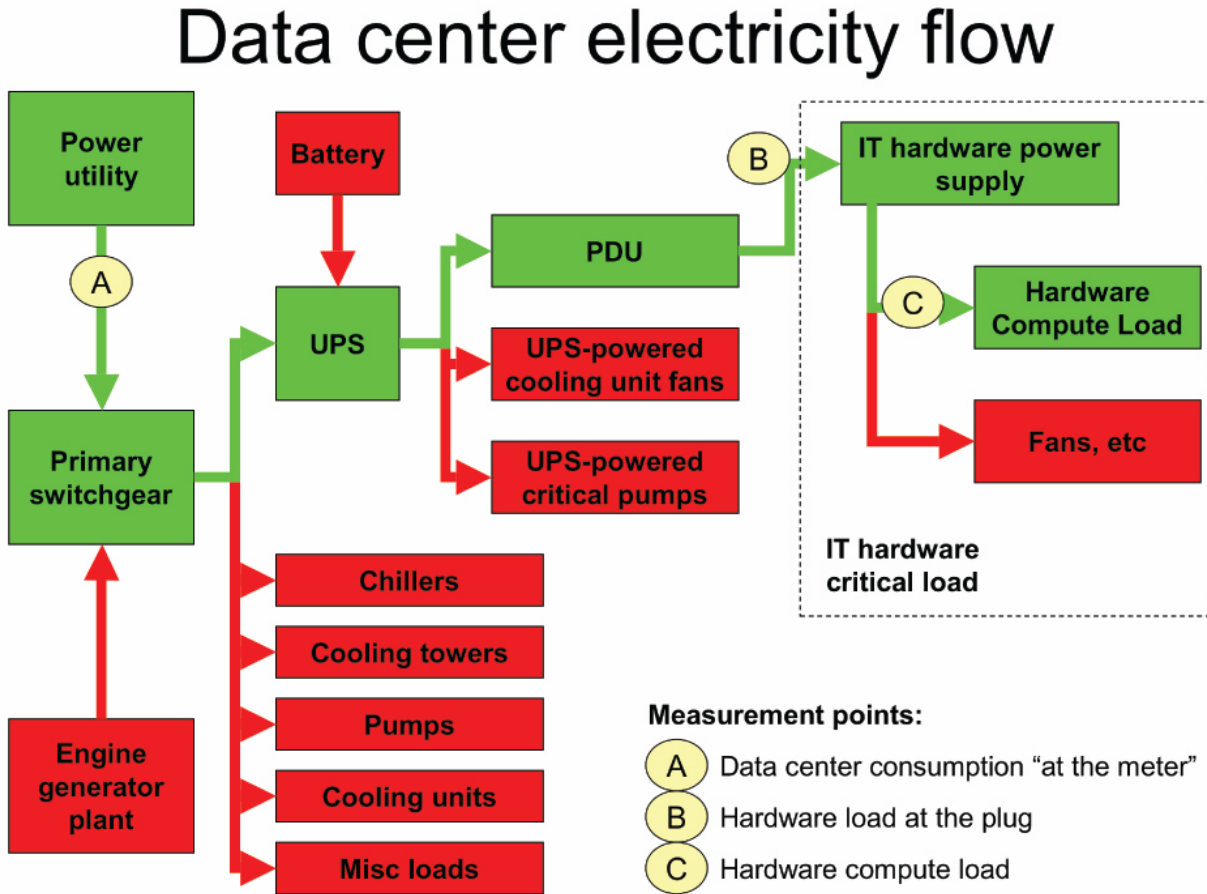 Data center electricity flow
Power
utility
A
Primary
switchgear
Engine
generator
plant
Battery
UPS
Chillers
Cooling towers
Pumps
Cooling units
Misc loads
PDU
UPS-powered
cooling unit fans
UPS-powered
critical pumps
B
IT hardware power
supply
C
Hardware
Compute Load
Fans, etc
IT hardware
critical load
Measurement points:
A Data center consumption “at the meter”
B Hardware load at the plug
C Hardware compute load